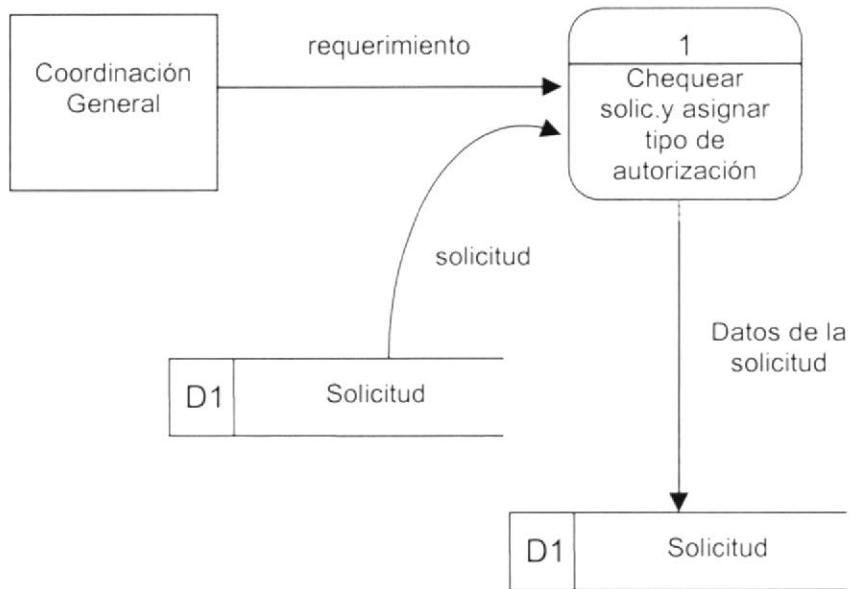 requerimiento
Coordinación
General
1
Chequear
solic.y asignar
tipo de
autorización
solicitud
Datos de la
solicitud
D1 Solicitud
D1 Solicitud